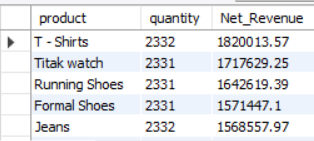 product quantity Net_Revenue
T - Shirts 2332 1820013.57
Titak watch 2331 1717629.25
Running Shoes 2331 1642619.39
Formal Shoes 2331 1571447.1
Jeans 2332 1568557.97